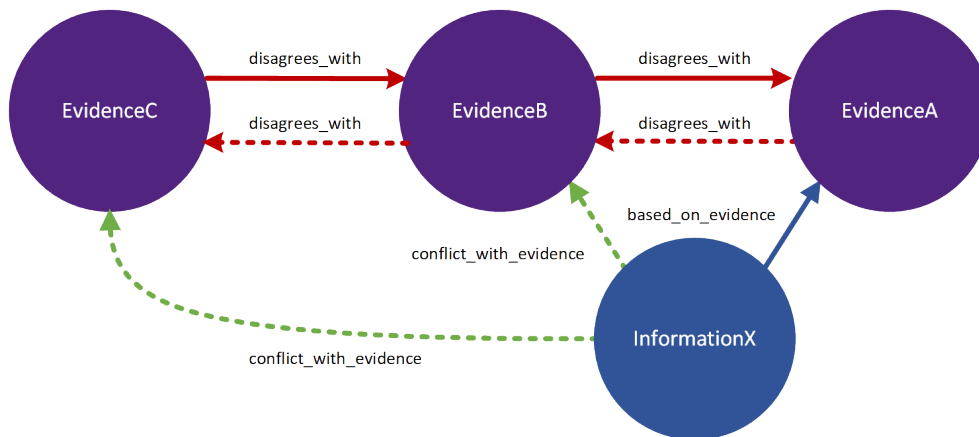 disagrees_with
disagrees_with
EvidenceC
EvidenceB
EvidenceA
disagrees_with
disagrees_with
based_on_evidence
conflict_with_evidence
InformationX
conflict_with_evidence